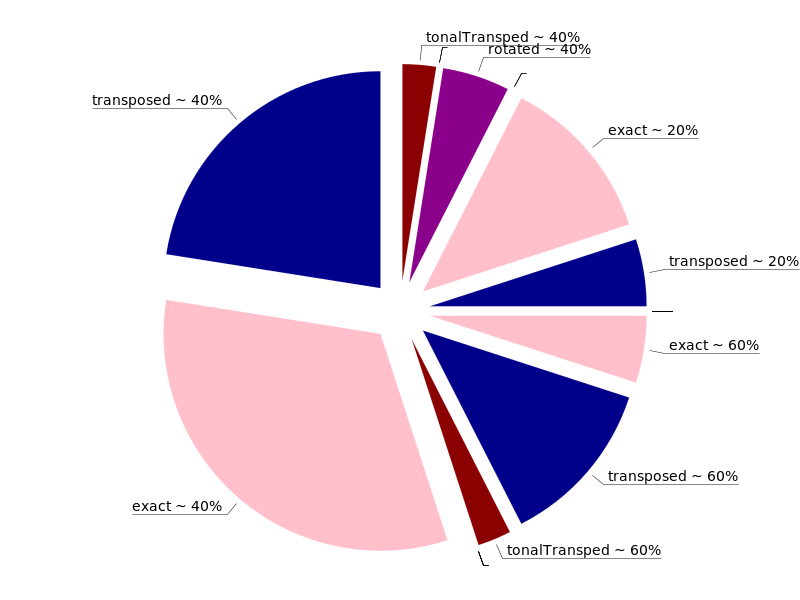 tonalTransped ~ 40%
rotated ~ 40%
transposed ~ 40%
exact ~ 20%
transposed ~ 20%
exact ~ 60%
transposed ~ 60%
exact ~ 40%
tonalTransped ~ 60%